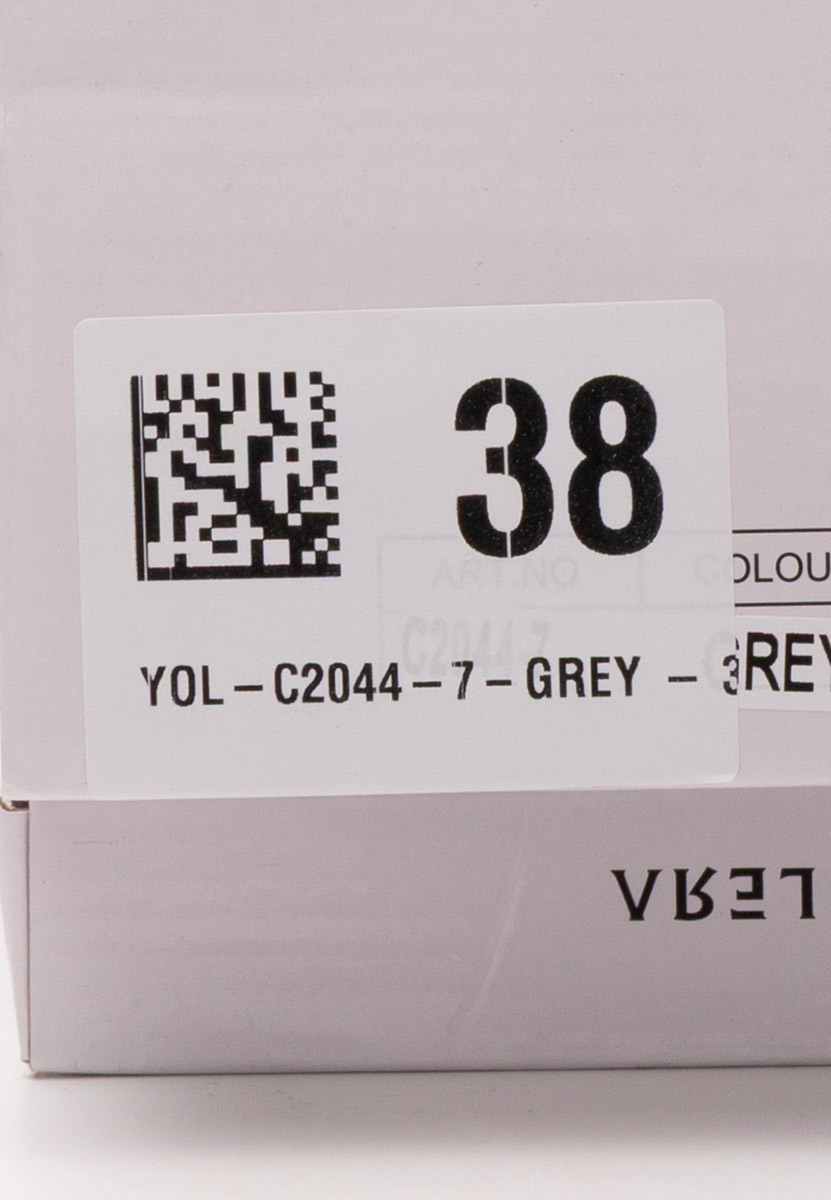 38
ART.NO
COLOU
C2044-7
GREY
YOL-C2044-7-GREY - 3